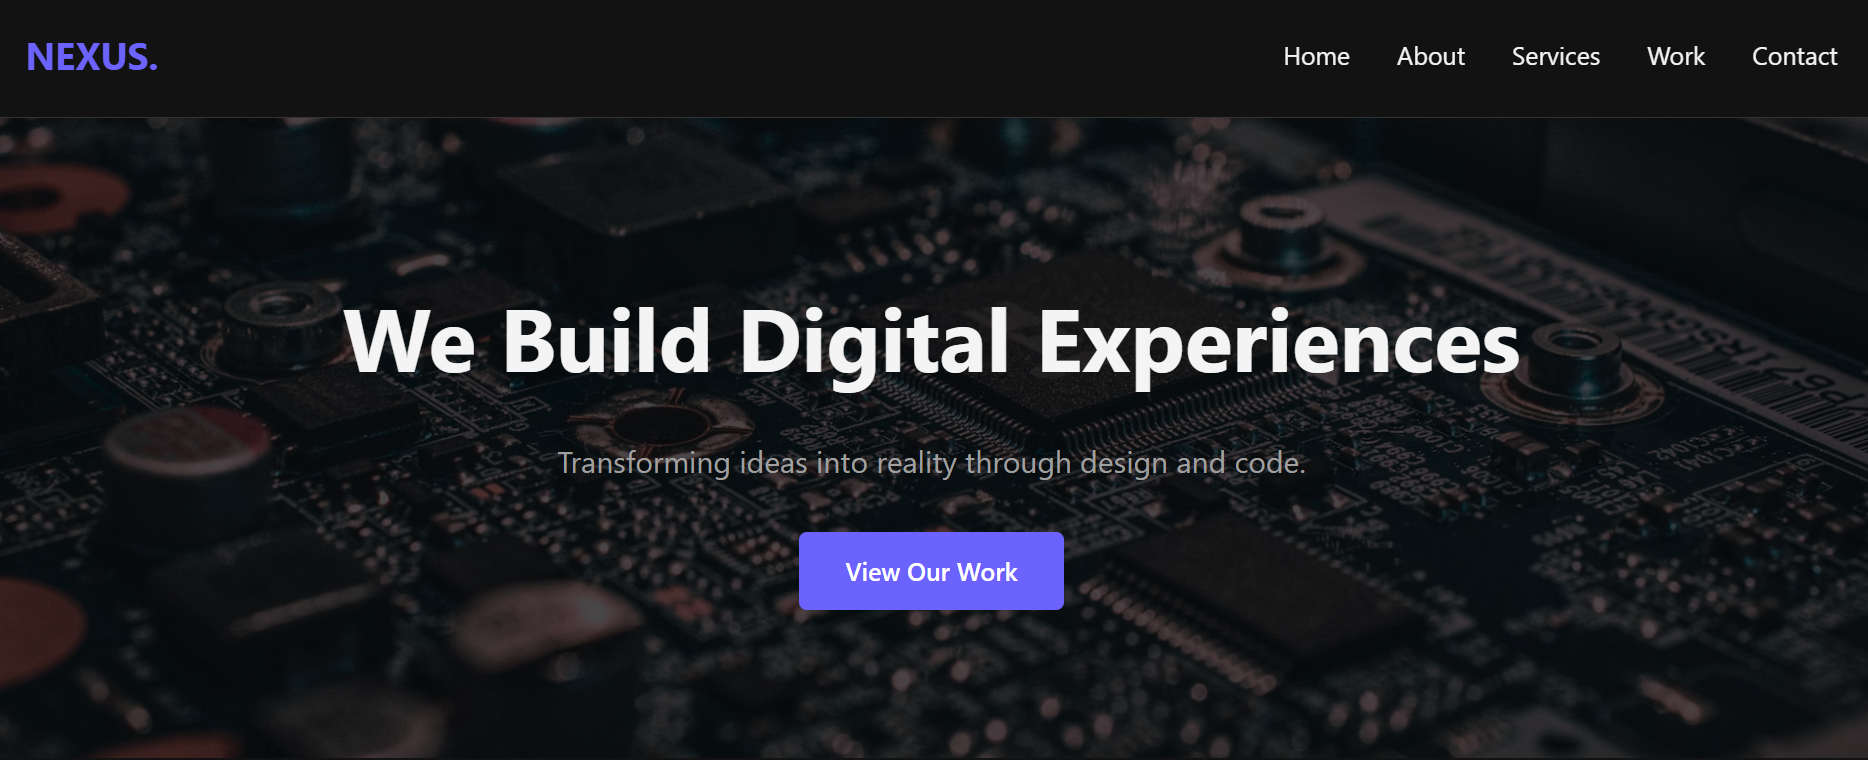 NEXUS.
Home About Services Work Contact
We Build Digital Experiences
Transforming ideas into reality through design and code.
View Our Work